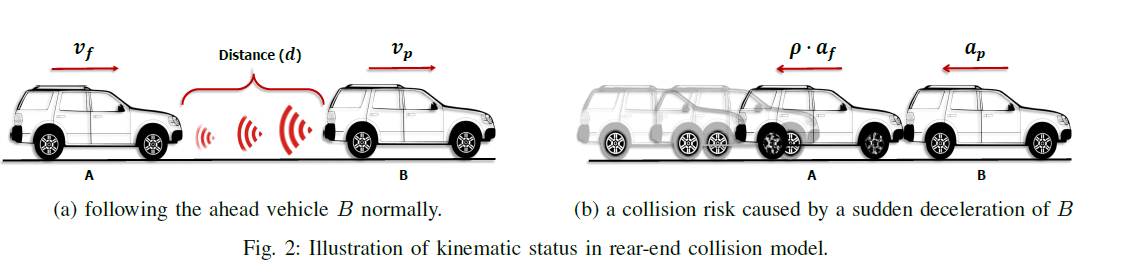 v_f
Distance (d)
v_p
ρ · a_f
a_p
A
B
A
B
(a) following the ahead vehicle B normally.
(b) a collision risk caused by a sudden deceleration of B
Fig. 2: Illustration of kinematic status in rear-end collision model.